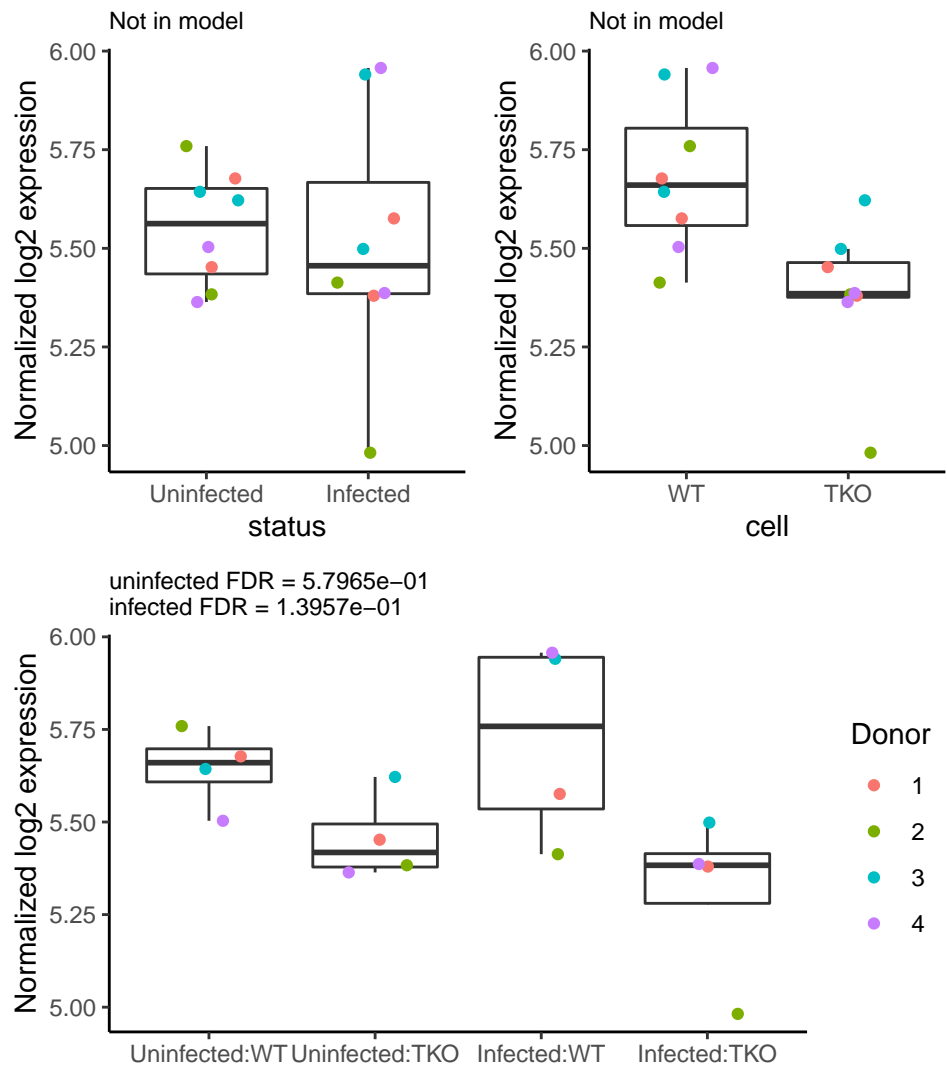 Not in model
Normalized log2 expression
6.00
5.75
5.50
5.25
5.00
Uninfected Infected
status
Not in model
Normalized log2 expression
6.00
5.75
5.50
5.25
5.00
WT TKO
cell
uninfected FDR = 5.7965e−01
infected FDR = 1.3957e−01
Normalized log2 expression
6.00
5.75
5.50
5.25
5.00
Uninfected:WT Uninfected:TKO Infected:WT Infected:TKO
Donor
1
2
3
4